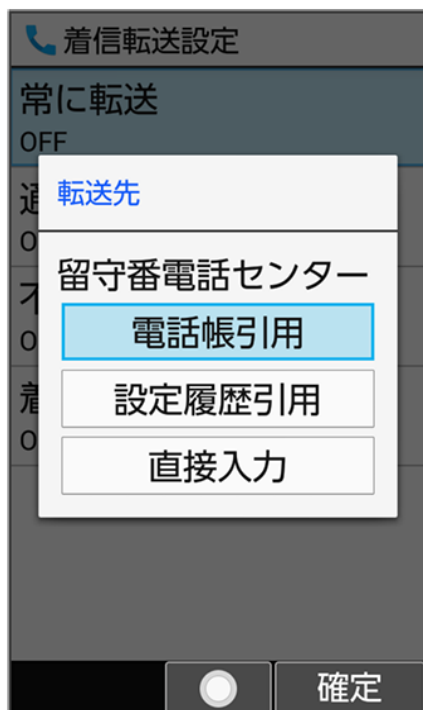 着信転送設定
常に転送
OFF
転送先
留守番電話センター
電話帳引用
設定履歴引用
直接入力
確定